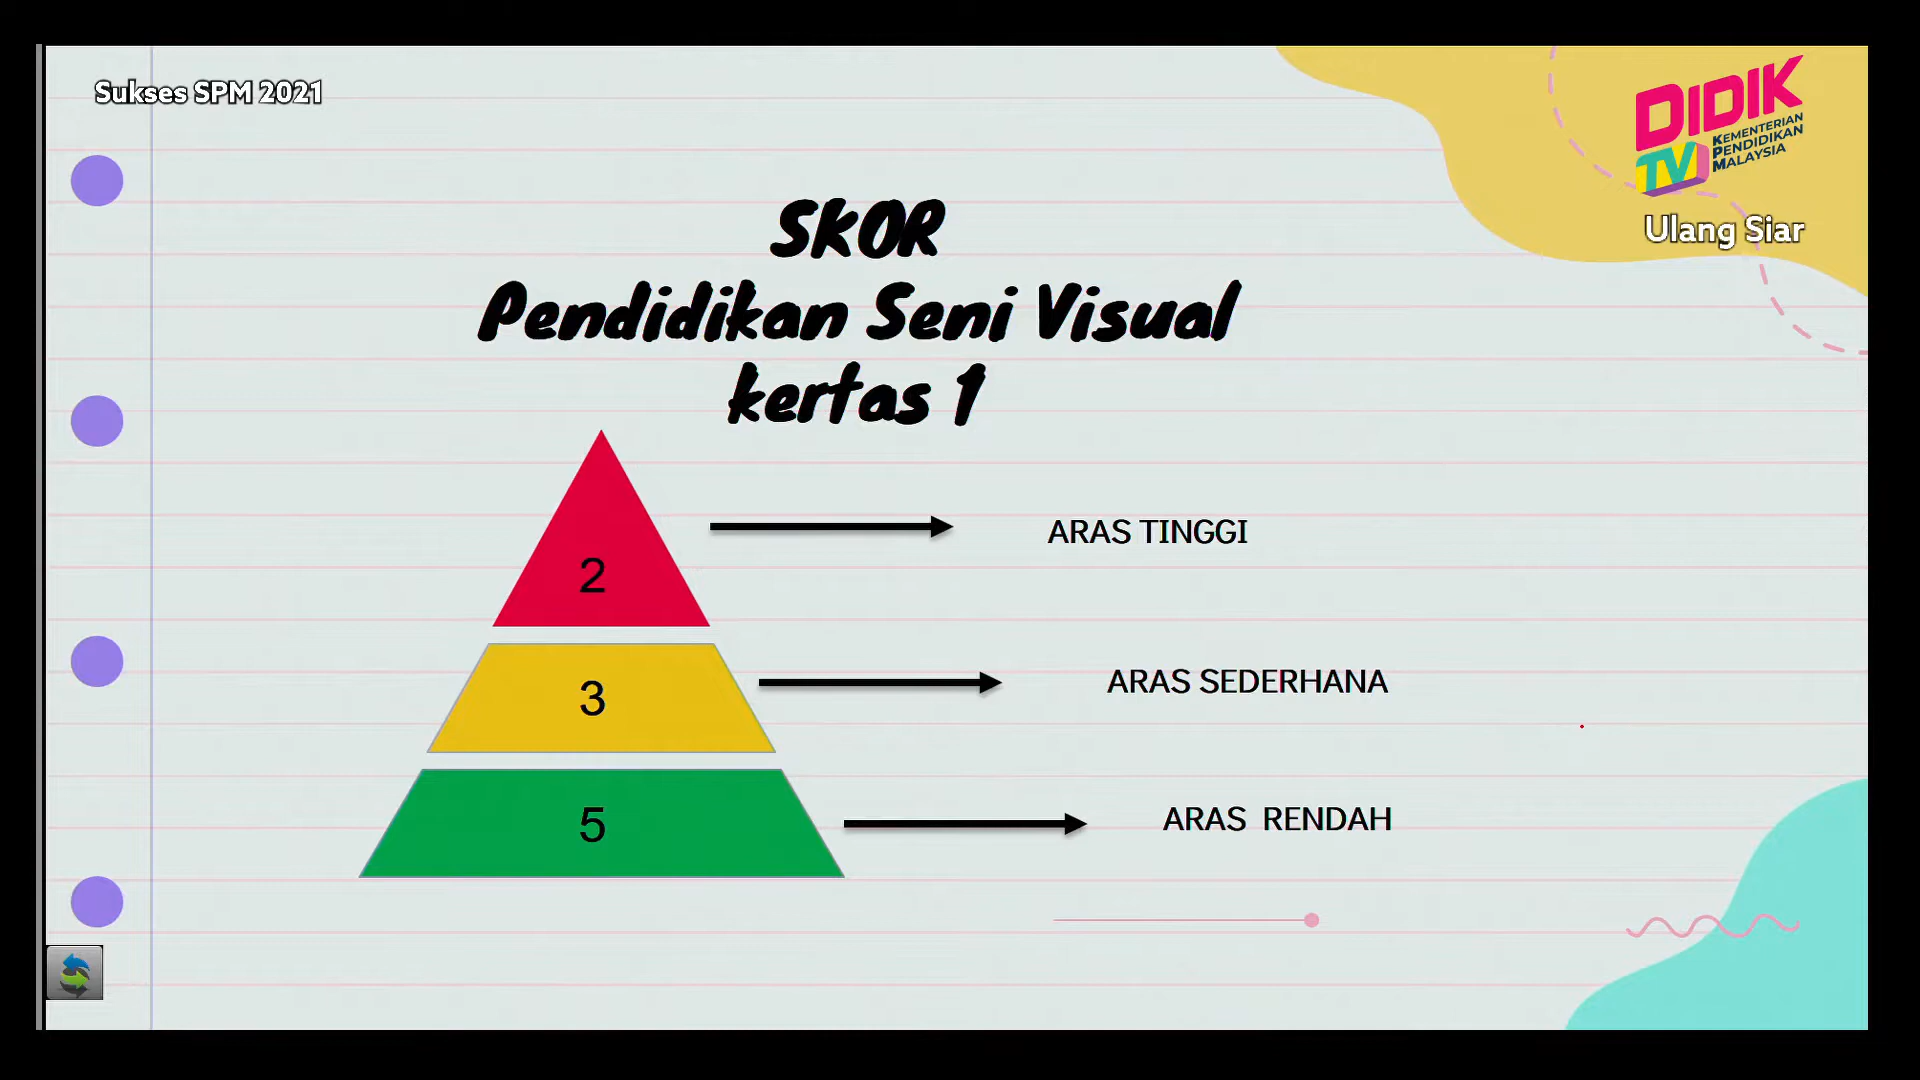 Sukses SPM 2021
DIDIK
TV
KEMENTERIAN
PENDIDIKAN
MALAYSIA
Ulang Siar
SKOR
Pendidikan Seni Visual
kertas 1
2
ARAS TINGGI
3
ARAS SEDERHANA
5
ARAS RENDAH